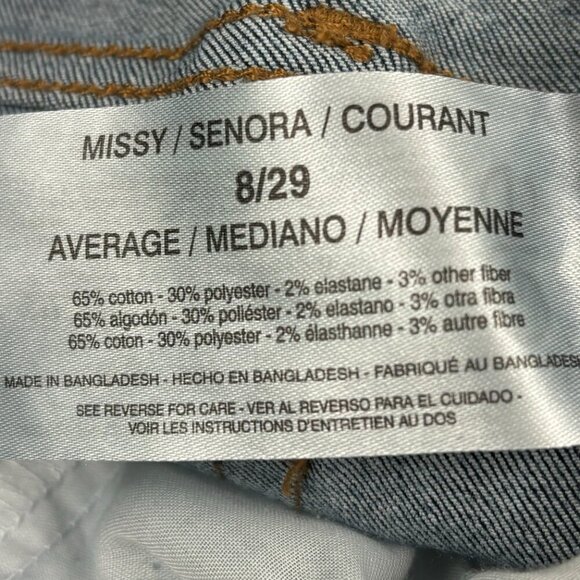 MISSY / SENORA / COURANT
8/29
AVERAGE / MEDIANO / MOYENNE
65% cotton - 30% polyester - 2% elastane - 3% other fiber
65% algodón - 30% poliéster - 2% elastano - 3% otra fibra
65% coton - 30% polyester - 2% élasthanne - 3% autre fibre
MADE IN BANGLADESH - HECHO EN BANGLADESH - FABRIQUÉ AU BANGLADESH
SEE REVERSE FOR CARE - VER AL REVERSO PARA EL CUIDADO -
VOIR LES INSTRUCTIONS D'ENTRETIEN AU DOS